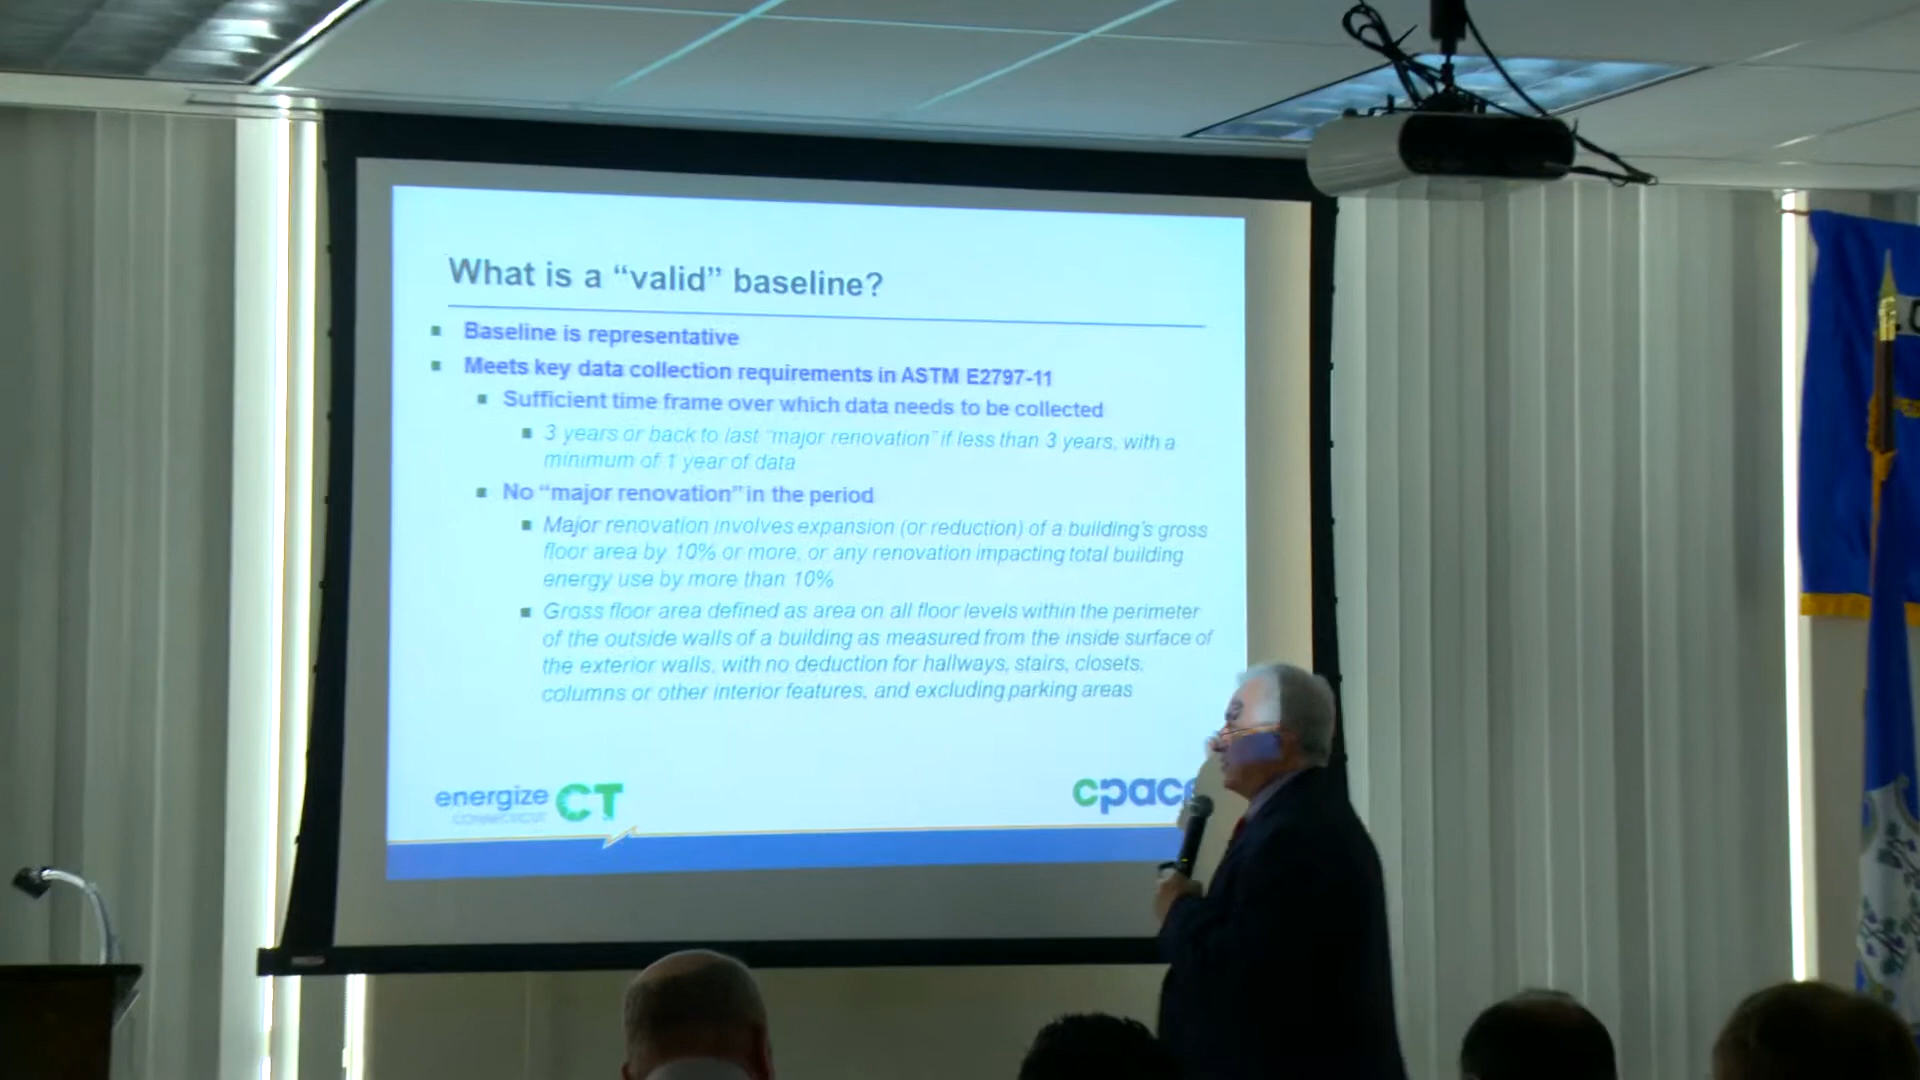 What is a “valid” baseline?
Baseline is representative
Meets key data collection requirements in ASTM E2797-11
Sufficient time frame over which data needs to be collected
3 years or back to last “major renovation” if less than 3 years, with a
minimum of 1 year of data
No “major renovation” in the period
Major renovation involves expansion (or reduction) of a building's gross
floor area by 10% or more, or any renovation impacting total building
energy use by more than 10%
Gross floor area defined as area on all floor levels within the perimeter
of the outside walls of a building as measured from the inside surface of
the exterior walls, with no deduction for hallways, stairs, closets,
columns or other interior features, and excluding parking areas
energize CT
CONNECTICUT
cpac